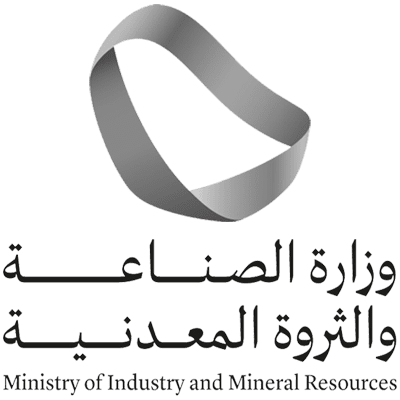 وزارة الصناعة
والثروة المعدنية
Ministry of Industry and Mineral Resources